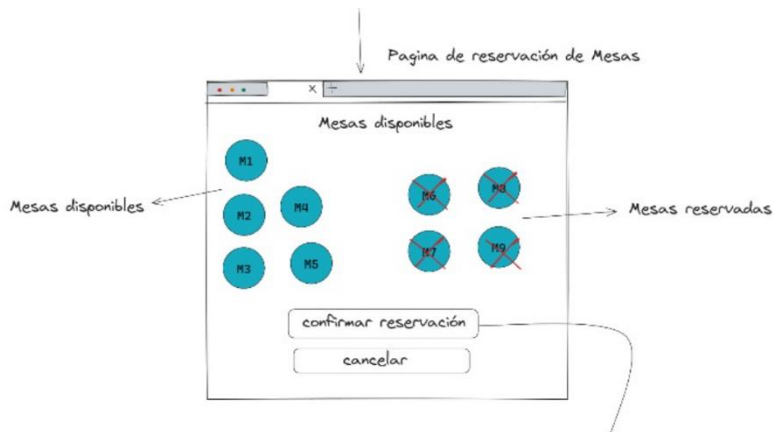 Pagina de reservación de Mesas
Mesas disponibles
M1
M2
M3
M4
M5
M6
M7
M8
M9
Mesas disponibles
Mesas reservadas
confirmar reservación
cancelar